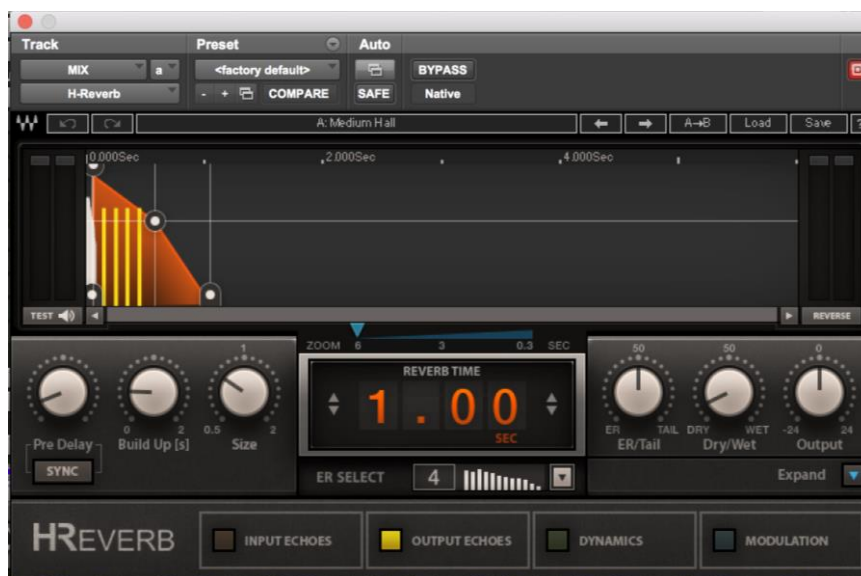 Track Preset Auto
MIX a <factory default> BYPASS
H-Reverb - + COMPARE SAFE Native
A: Medium Hall A→B Load Save ?
0.000Sec 2.000Sec 4.000Sec
TEST REVERSE
ZOOM 6 3 0.3 SEC
REVERB TIME
1.00
SEC
1 50 50 0
0 2 0.5 2 ER TAIL DRY WET -24 24
Pre Delay Build Up [s] Size ER/Tail Dry/Wet Output
SYNC ER SELECT 4 Expand
HREVERB INPUT ECHOES OUTPUT ECHOES DYNAMICS MODULATION